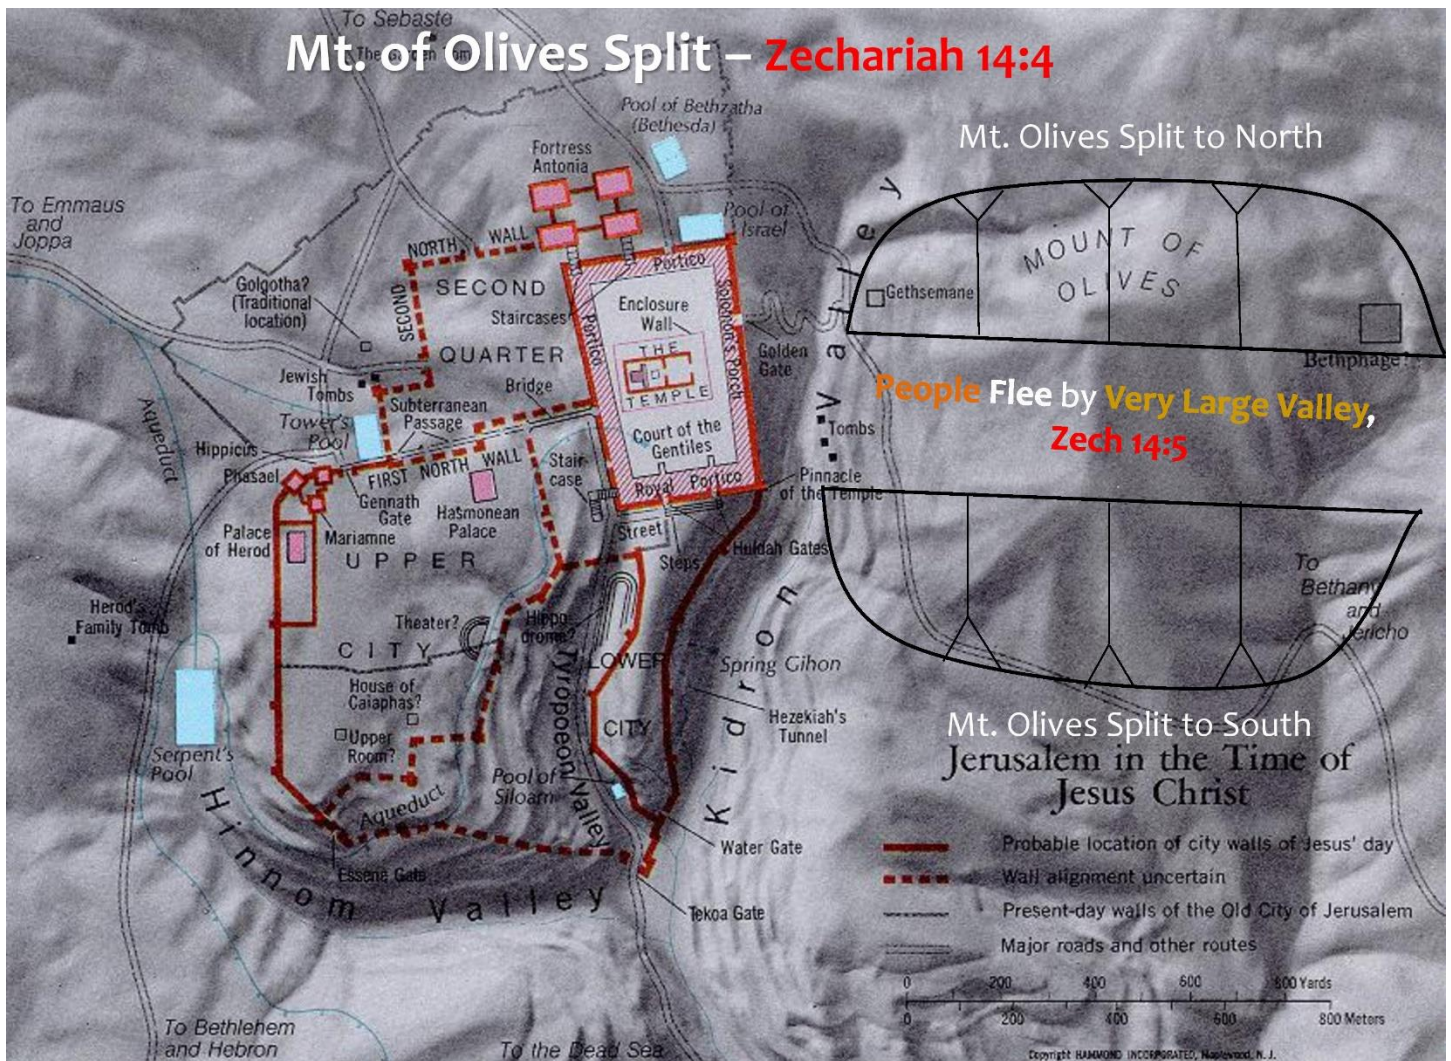 To Sebaste
The Garden Tomb
Mt. of Olives Split – Zechariah 14:4
Pool of Bethzatha
(Bethesda)
Mt. Olives Split to North
Fortress
Antonia
To Emmaus
and
Joppa
Pool of
Israel
NORTH WALL
Portico
MOUNT OF
OLIVES
Golgotha?
(Traditional
location)
SECOND
SECOND
QUARTER
Staircases
Portico
Enclosure
Wall
Solomon's Porch
THE
TEMPLE
Golden
Gate
Gethsemane
Bethphage
Jewish
Tombs
Bridge
Subterranean
Passage
Tower's
Pool
Aqueduct
Court of the
Gentiles
People Flee by Very Large Valley,
Zech 14:5
Tombs
Hippicus
Phasael
FIRST NORTH WALL
Stair
case
Royal Portico
Pinnacle
of the Temple
Gennath
Gate
Hasmonean
Palace
Mariamne
Palace
of Herod
Street
Steps
Huldah Gates
UPPER
CITY
To
Bethany
and
Jericho
Herod's
Family Tomb
Theater?
Hippo
drome?
LOWER
CITY
Spring Gihon
Hezekiah's
Tunnel
House of
Caiaphas?
Upper
Room?
Serpent's
Pool
Pool of
Siloam
Tyropoeon Valley
Kidron Valley
Aqueduct
Water Gate
Essene Gate
Hinnom Valley
Tekoa Gate
To Bethlehem
and Hebron
To the Dead Sea
Mt. Olives Split to South
Jerusalem in the Time of
Jesus Christ
Probable location of city walls of Jesus' day
Wall alignment uncertain
Present-day walls of the Old City of Jerusalem
Major roads and other routes
0 200 400 600 800 Yards
0 200 400 600 800 Meters
Copyright HAMMOND INCORPORATED, Maplewood, N. J.